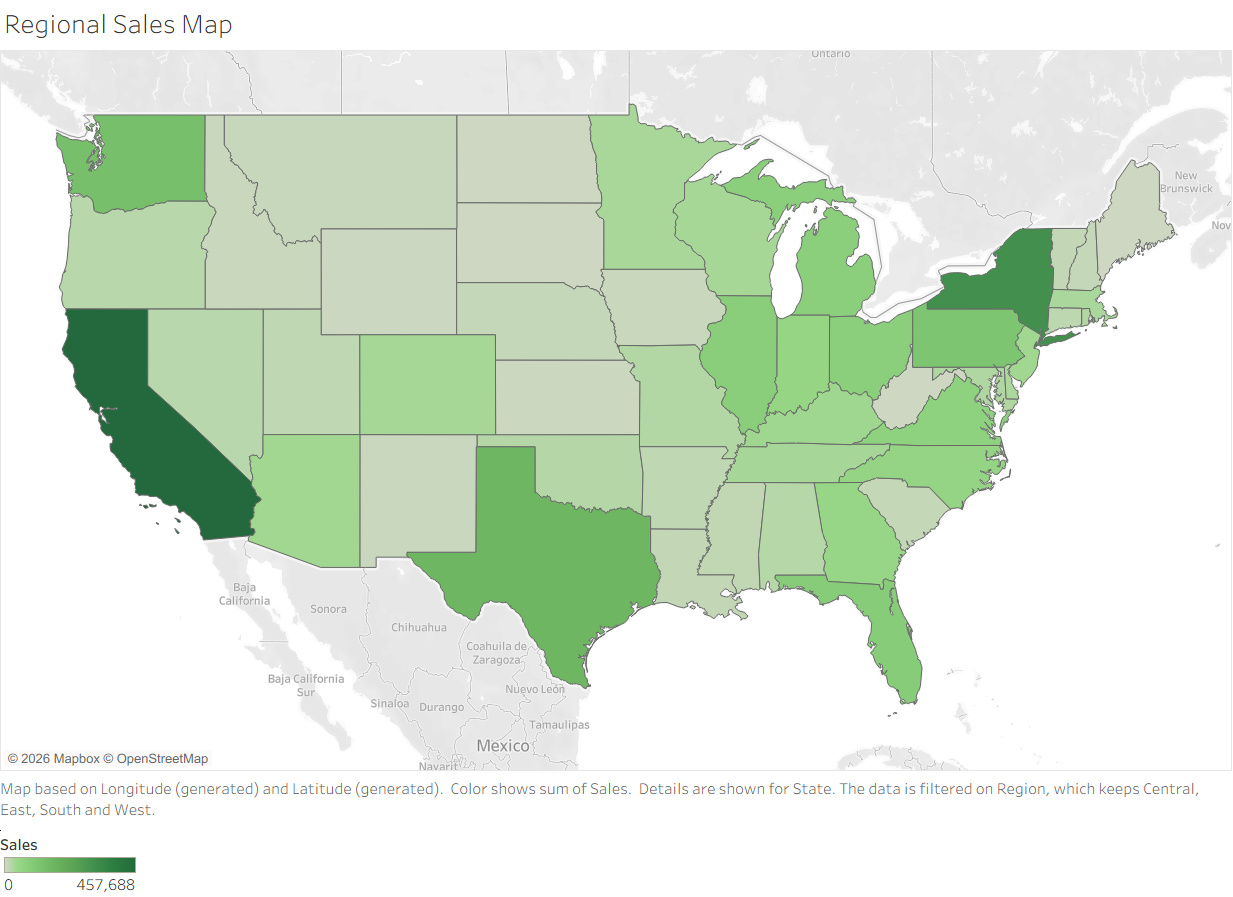 Regional Sales Map
Ontario
New
Brunswick
Nov
Baja
California
Sonora
Chihuahua
Coahuila de
Zaragoza
Baja California
Sur
Nuevo León
Sinaloa
Durango
Tamaulipas
Mexico
Navarit
© 2026 Mapbox © OpenStreetMap
Map based on Longitude (generated) and Latitude (generated).  Color shows sum of Sales.  Details are shown for State. The data is filtered on Region, which keeps Central,
East, South and West.
Sales
0
457,688